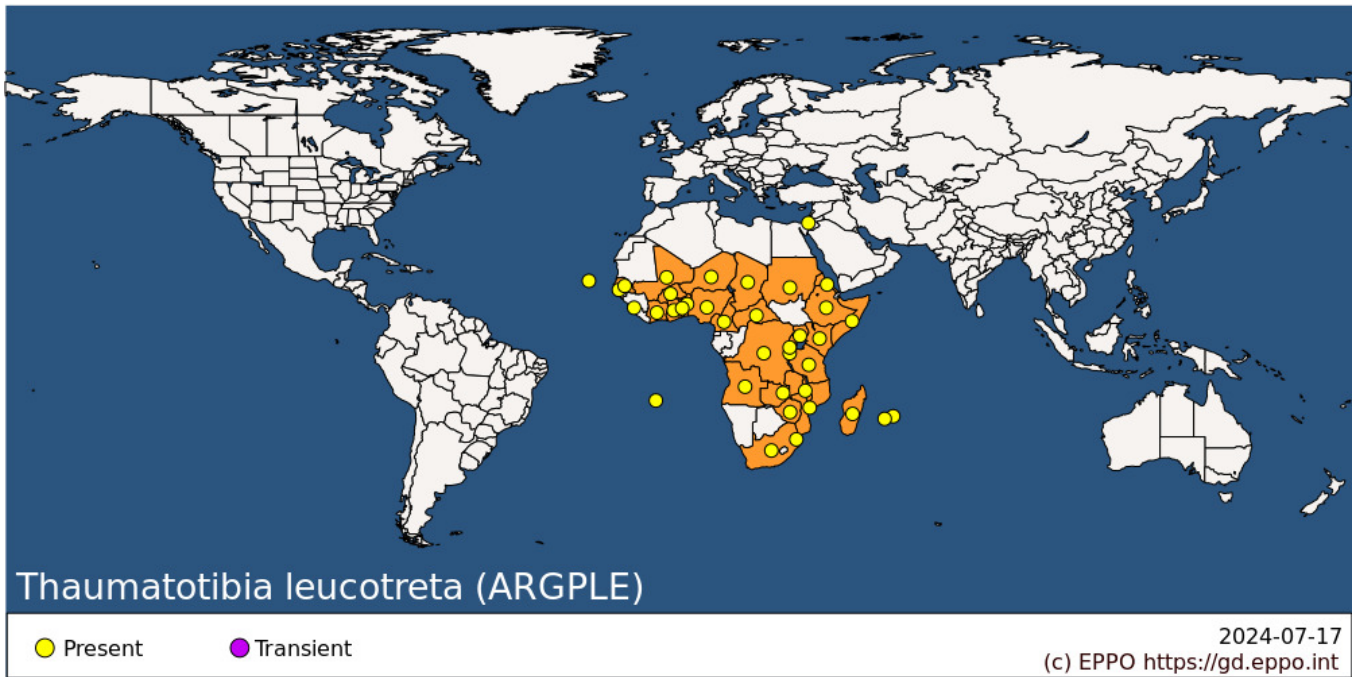 Thaumatotibia leucotreta (ARGPLE)
Present
Transient
2024-07-17
(c) EPPO https://gd.eppo.int